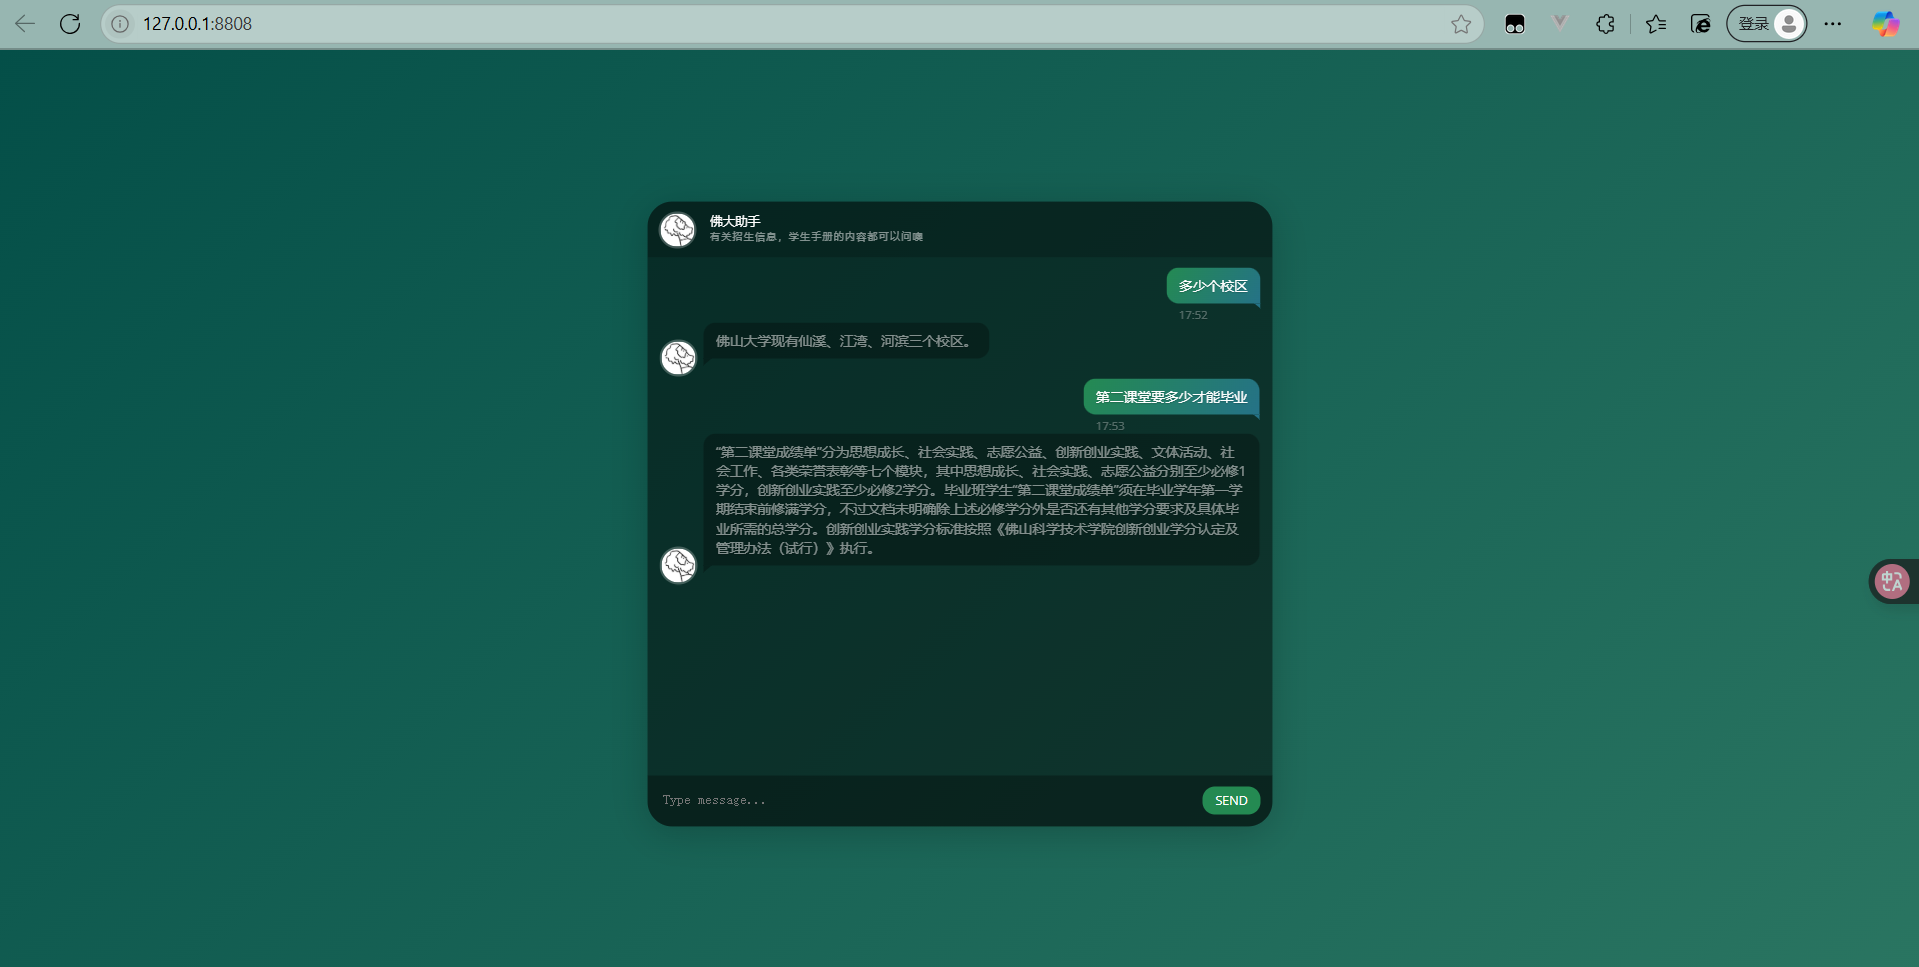 127.0.0.1:8808
登录
佛大助手
有关招生信息，学生手册的内容都可以问噢
多少个校区
17:52
佛山大学现有仙溪、江湾、河滨三个校区。
第二课堂要多少才能毕业
17:53
“第二课堂成绩单”分为思想成长、社会实践、志愿公益、创新创业实践、文体活动、社
会工作、各类荣誉表彰等七个模块，其中思想成长、社会实践、志愿公益分别至少必修1
学分，创新创业实践至少必修2学分。毕业班学生“第二课堂成绩单”须在毕业学年第一学
期结束前修满学分，不过文档未明确除上述必修学分外是否还有其他学分要求及具体毕
业所需的总学分。创新创业实践学分标准按照《佛山科学技术学院创新创业学分认定及
管理办法（试行）》执行。
中A
Type message...
SEND